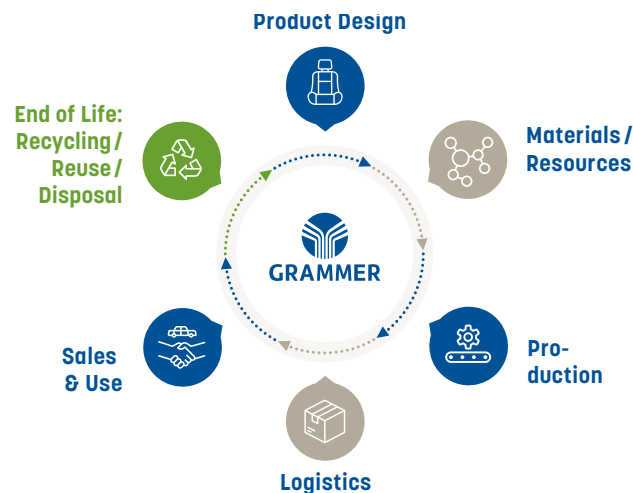 Product Design
Materials /
Resources
Pro-
duction
Logistics
Sales
& Use
End of Life:
Recycling /
Reuse /
Disposal
GRAMMER